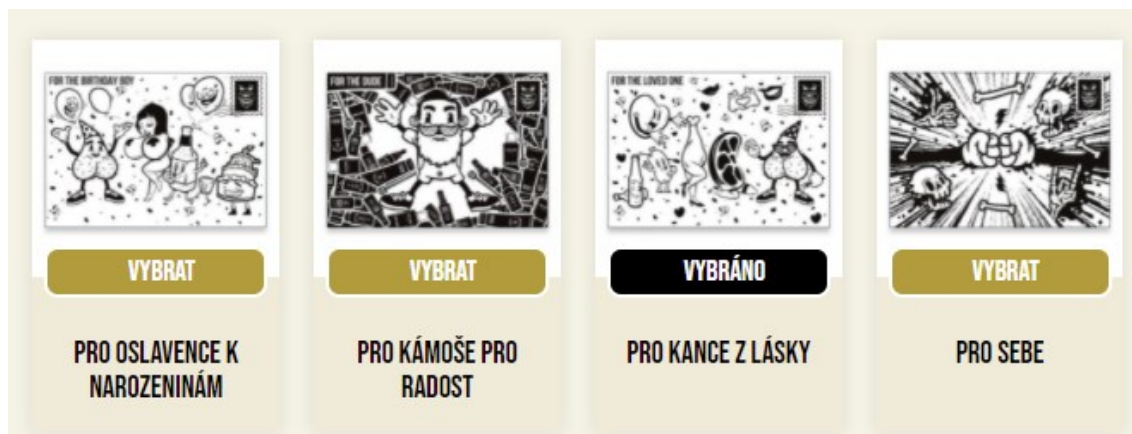 FOR THE BIRTHDAY BOY
FOR THE DUDE
FOR THE LOVED ONE
VYBRAT
VYBRAT
VYBRÁNO
VYBRAT
PRO OSLAVENCE K
NAROZENINÁM
PRO KÁMOŠE PRO
RADOST
PRO KANCE Z LÁSKY
PRO SEBE